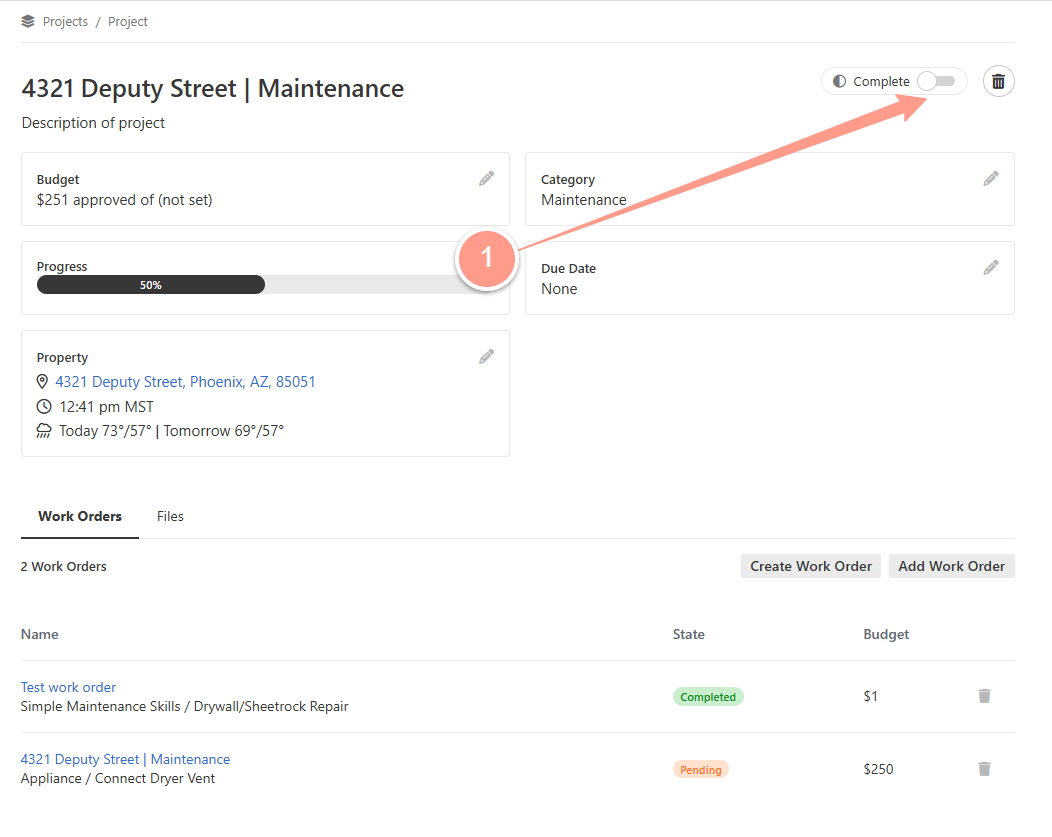 Projects / Project
4321 Deputy Street | Maintenance
Complete
Description of project
Budget
$251 approved of (not set)
Category
Maintenance
Progress
50%
1
Due Date
None
Property
4321 Deputy Street, Phoenix, AZ, 85051
12:41 pm MST
Today 73°/57° | Tomorrow 69°/57°
Work Orders Files
2 Work Orders
Create Work Order Add Work Order
Name State Budget
Test work order
Simple Maintenance Skills / Drywall/Sheetrock Repair
Completed $1
4321 Deputy Street | Maintenance
Appliance / Connect Dryer Vent
Pending $250